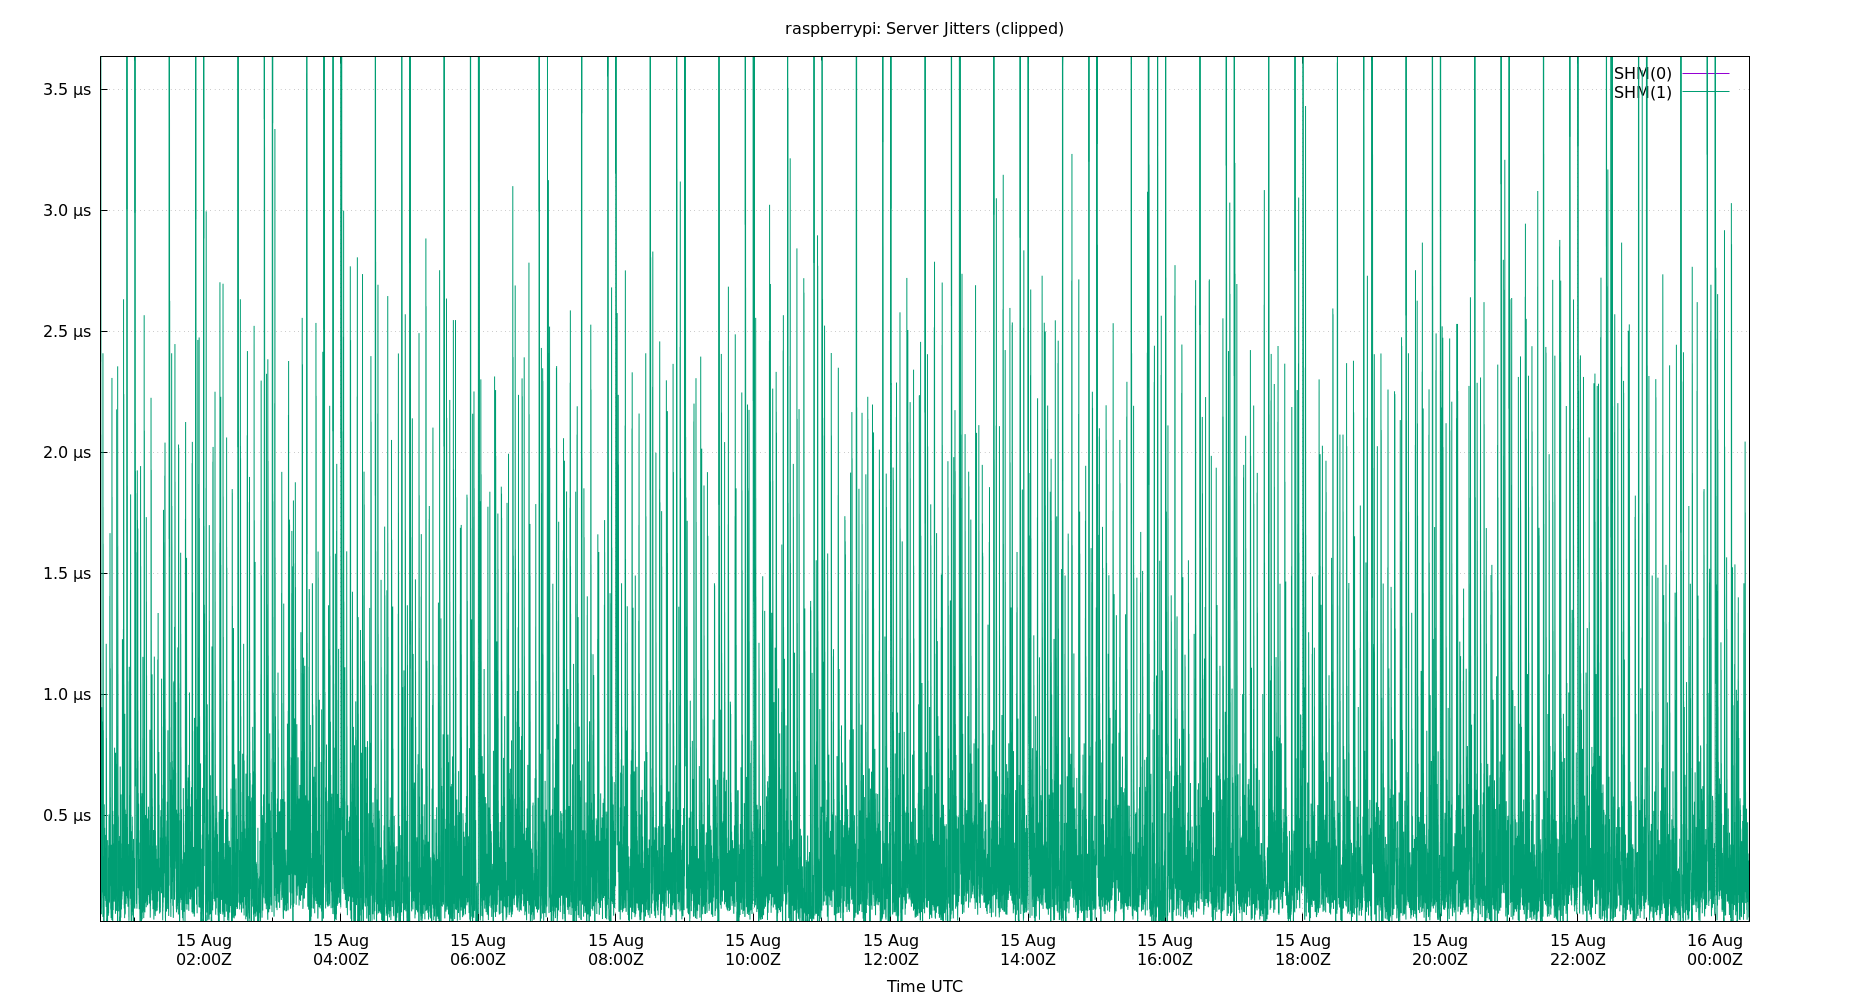 raspberrypi: Server Jitters (clipped)
SHM(0)
SHM(1)
3.5 µs
3.0 µs
2.5 µs
2.0 µs
1.5 µs
1.0 µs
0.5 µs
15 Aug 15 Aug 15 Aug 15 Aug 15 Aug 15 Aug 15 Aug 15 Aug 15 Aug 15 Aug 15 Aug 16 Aug
02:00Z 04:00Z 06:00Z 08:00Z 10:00Z 12:00Z 14:00Z 16:00Z 18:00Z 20:00Z 22:00Z 00:00Z
Time UTC